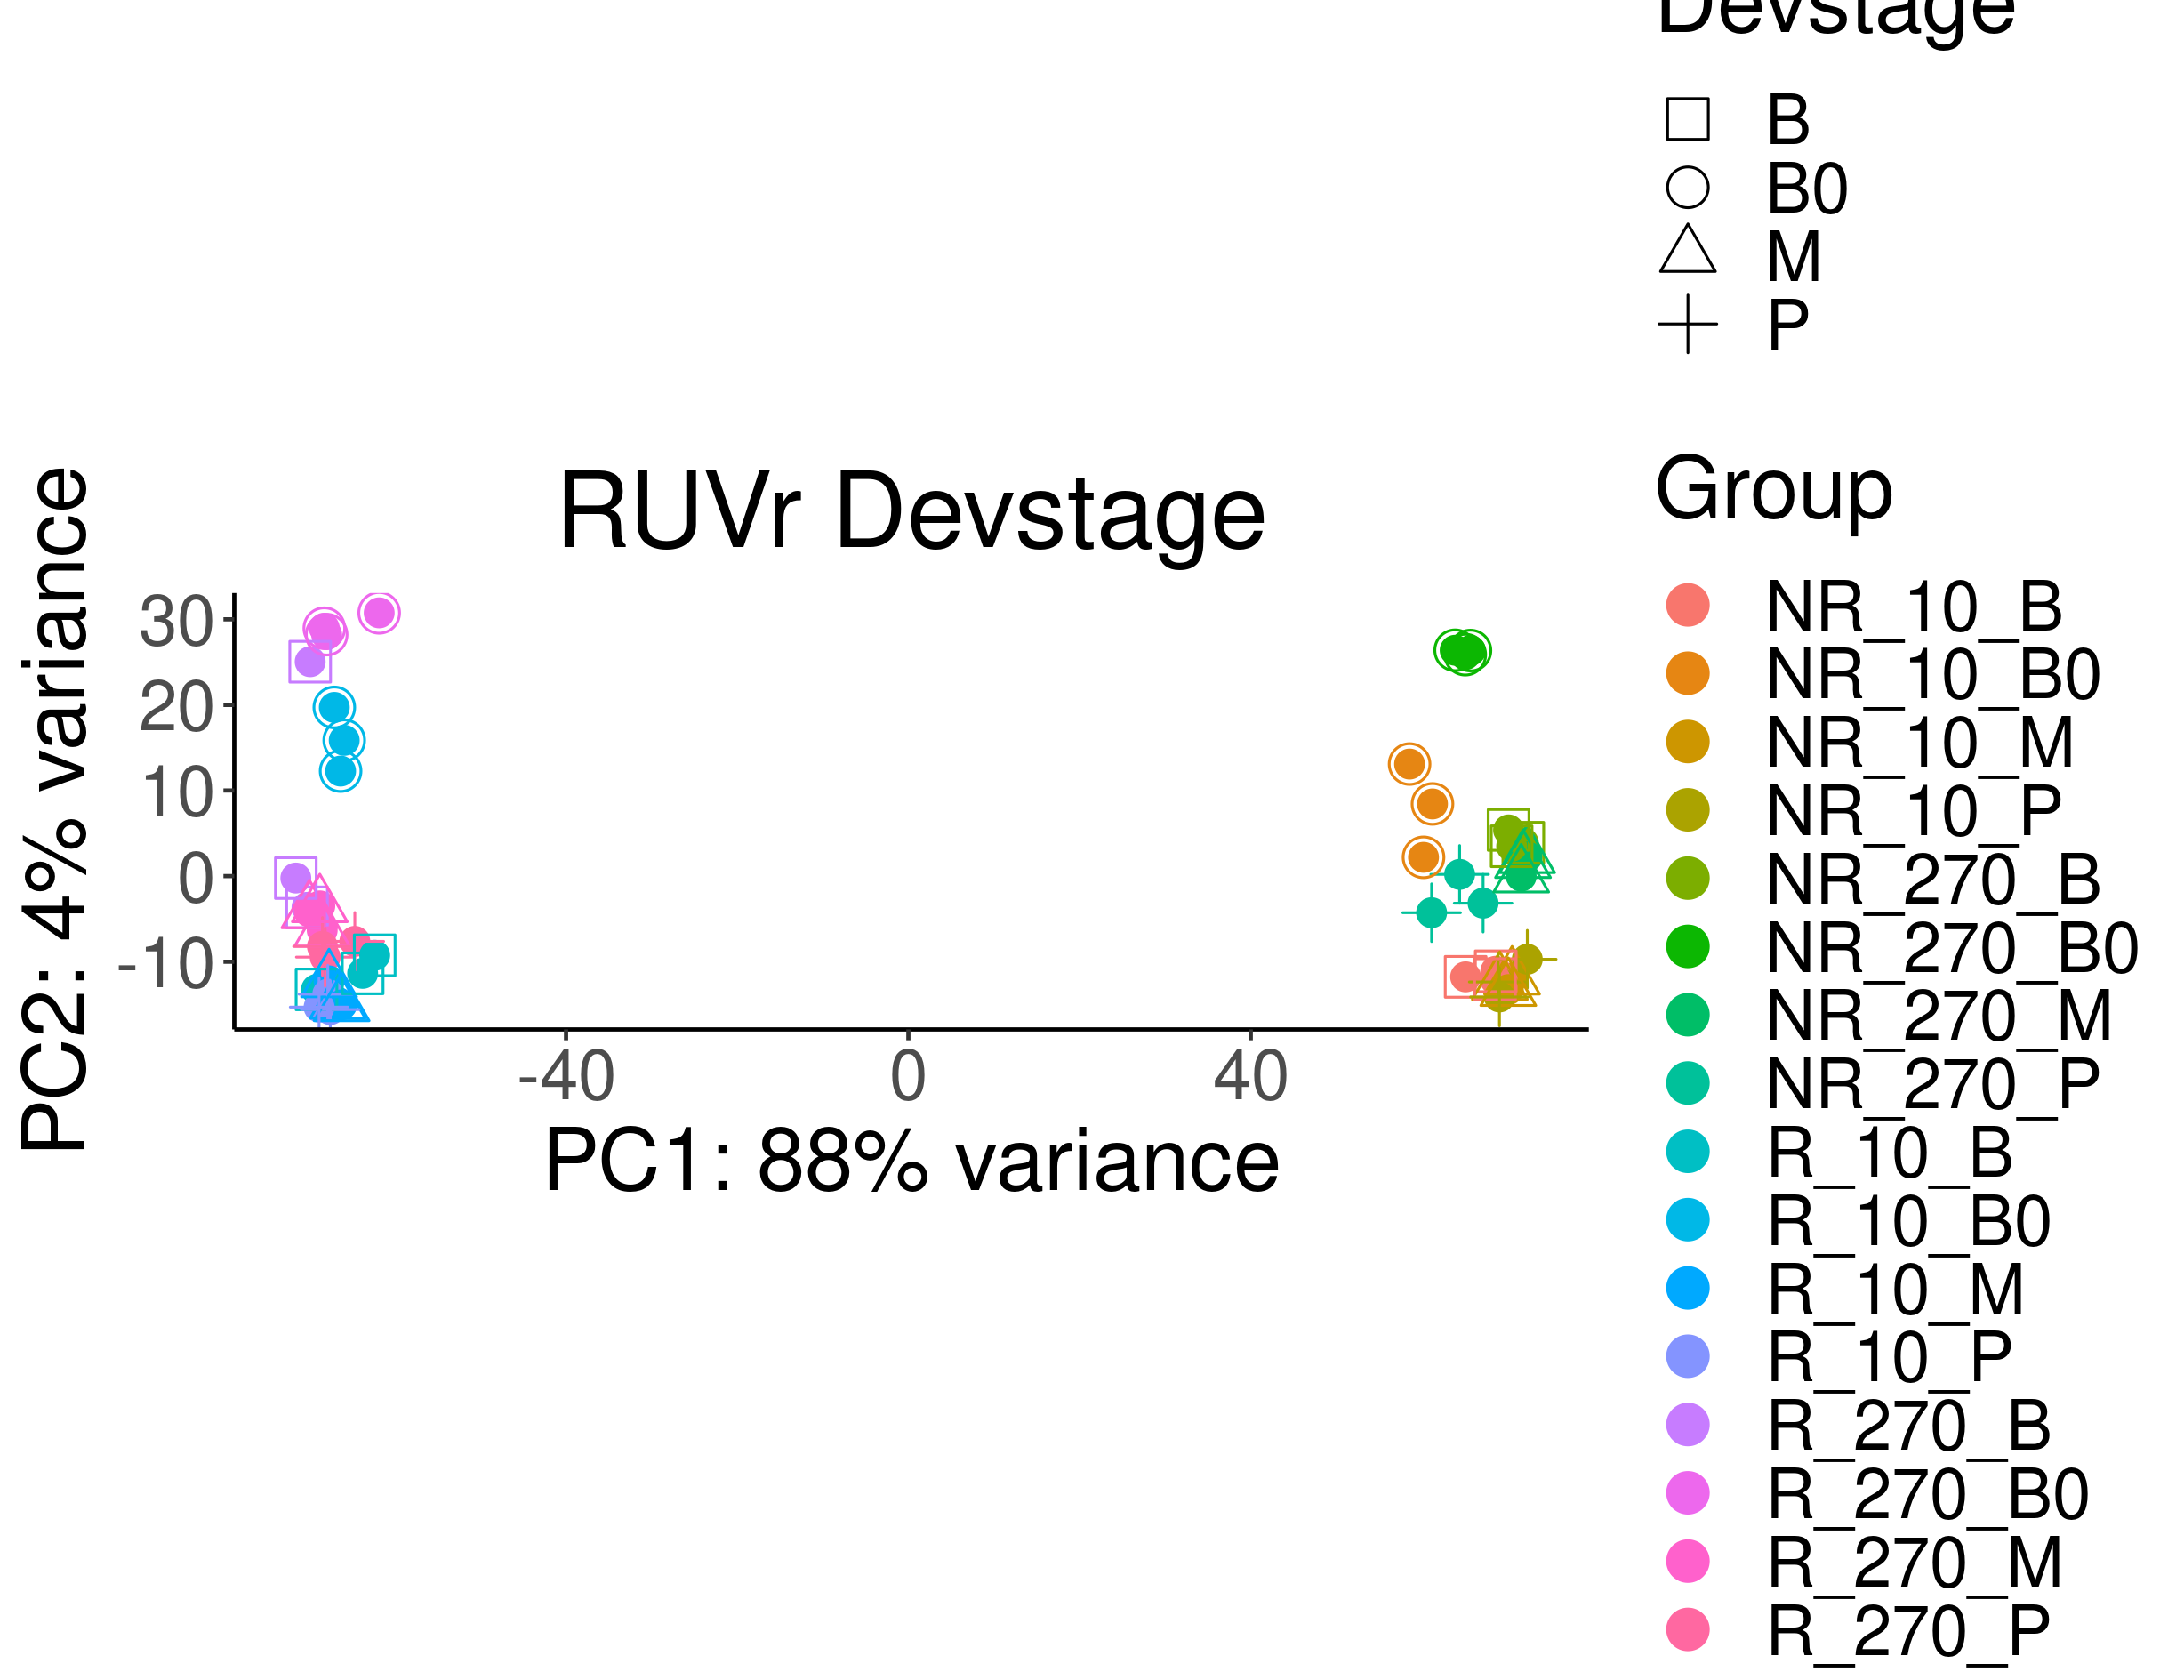 Devstage
B
B0
M
P
RUVr Devstage
PC2: 4% variance
30
20
10
0
-10
-40
0
40
PC1: 88% variance
Group
NR_10_B
NR_10_B0
NR_10_M
NR_10_P
NR_270_B
NR_270_B0
NR_270_M
NR_270_P
R_10_B
R_10_B0
R_10_M
R_10_P
R_270_B
R_270_B0
R_270_M
R_270_P